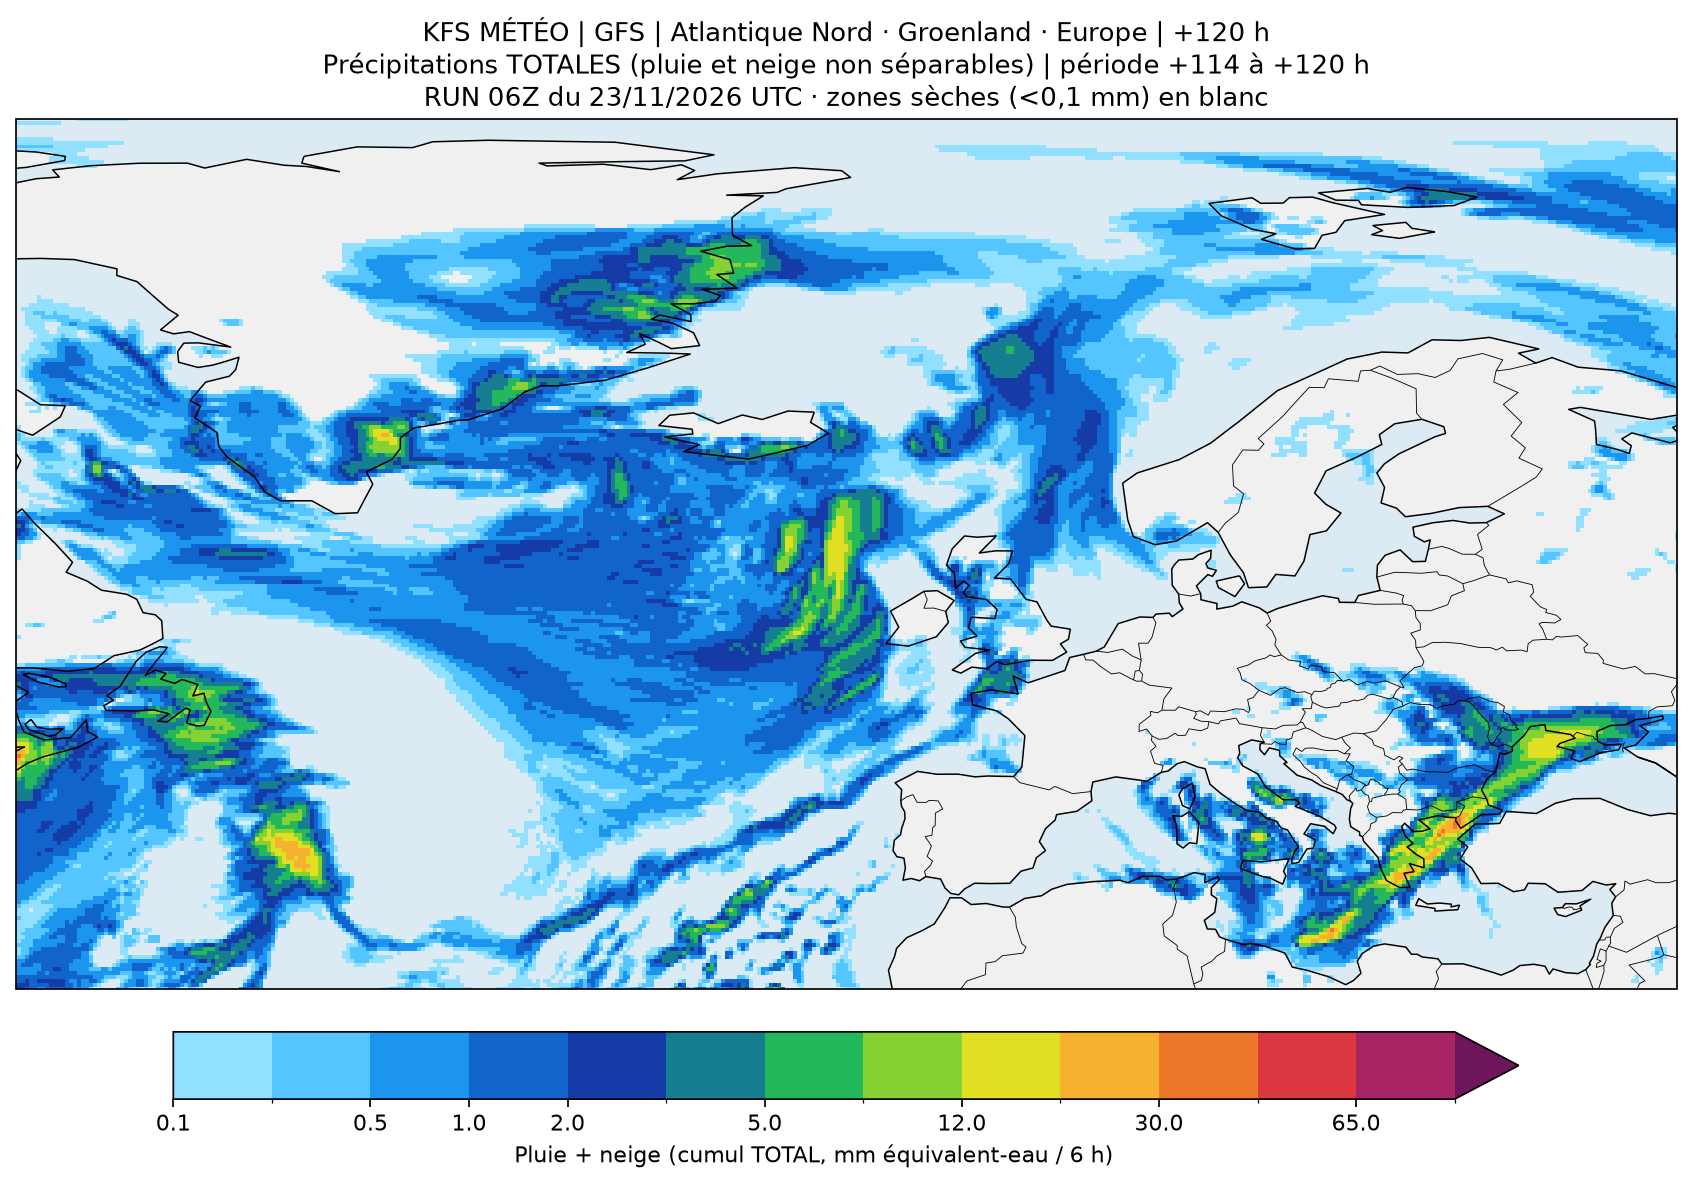 KFS MÉTÉO | GFS | Atlantique Nord · Groenland · Europe | +120 h
Précipitations TOTALES (pluie et neige non séparables) | période +114 à +120 h
RUN 06Z du 23/11/2026 UTC · zones sèches (<0,1 mm) en blanc
0.1 0.5 1.0 2.0 5.0 12.0 30.0 65.0
Pluie + neige (cumul TOTAL, mm équivalent-eau / 6 h)